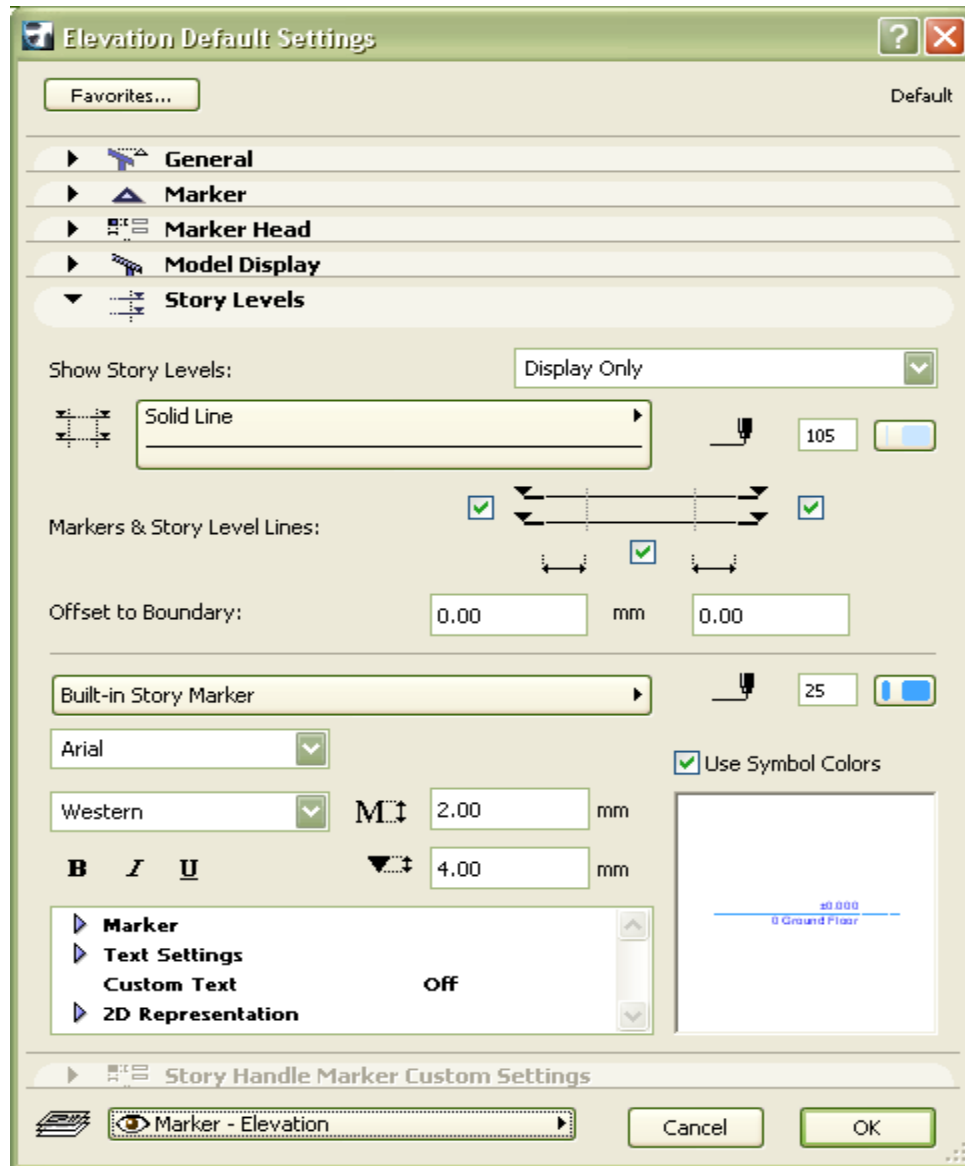 Elevation Default Settings
Favorites... Default
General
Marker
Marker Head
Model Display
Story Levels
Show Story Levels: Display Only
Solid Line 105
Markers & Story Level Lines:
Offset to Boundary: 0.00 mm 0.00
Built-in Story Marker 25
Arial
Use Symbol Colors
Western M 2.00 mm
B I U 4.00 mm
±0.000
0 Ground Floor
Marker
Text Settings
Custom Text Off
2D Representation
Story Handle Marker Custom Settings
Marker - Elevation Cancel OK